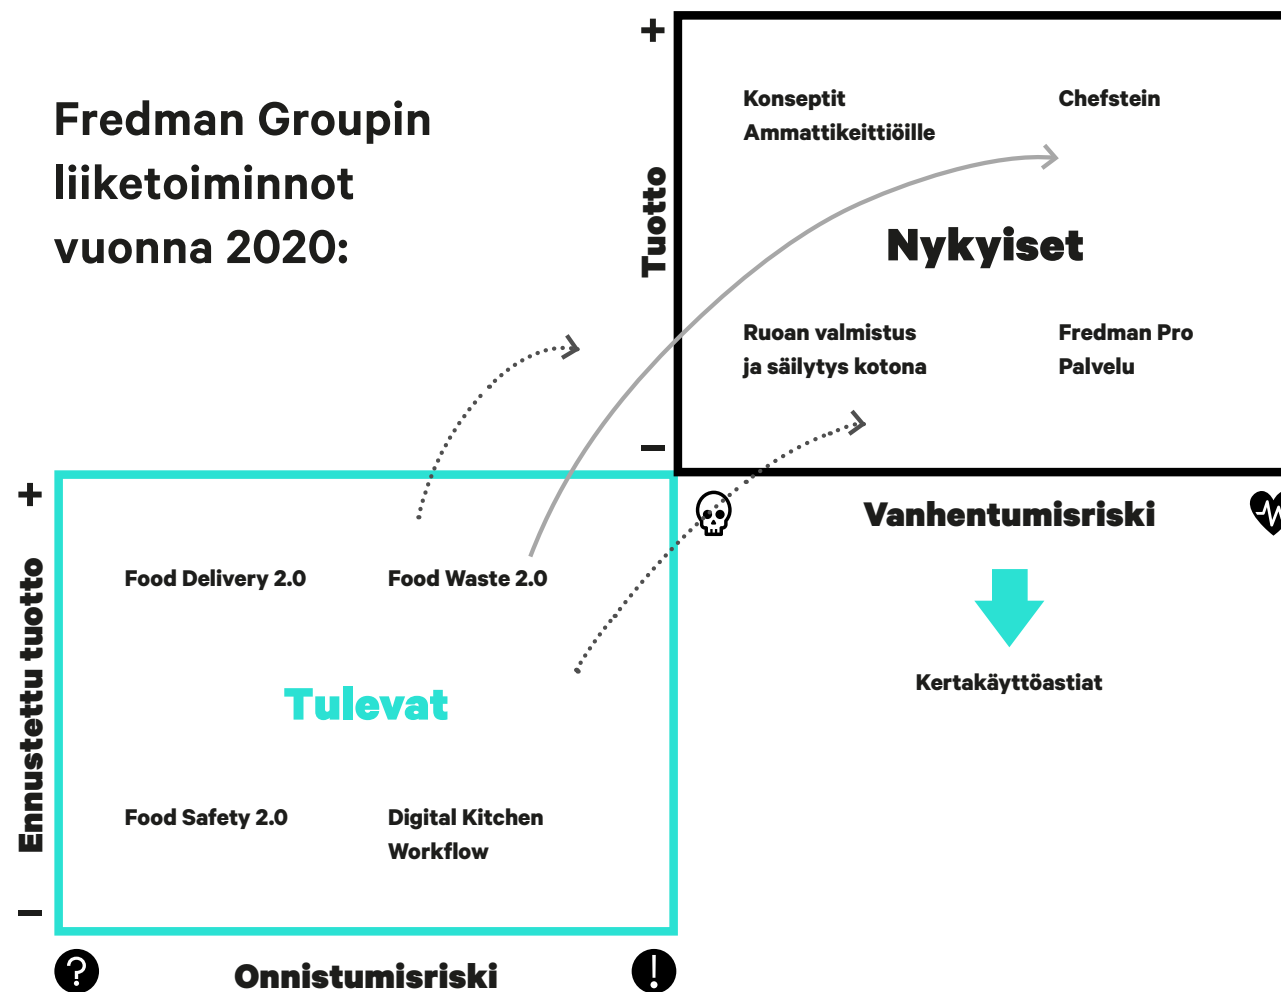 Fredman Groupin
liiketoiminnot
vuonna 2020:
+
Tuotto
–
Konseptit
Ammattikeittiöille
Chefstein
Nykyiset
Ruoan valmistus
ja säilytys kotona
Fredman Pro
Palvelu
Vanhentumisriski
Kertakäyttöastiat
+
Ennustettu tuotto
–
Food Delivery 2.0
Food Waste 2.0
Tulevat
Food Safety 2.0
Digital Kitchen
Workflow
?
Onnistumisriski
!